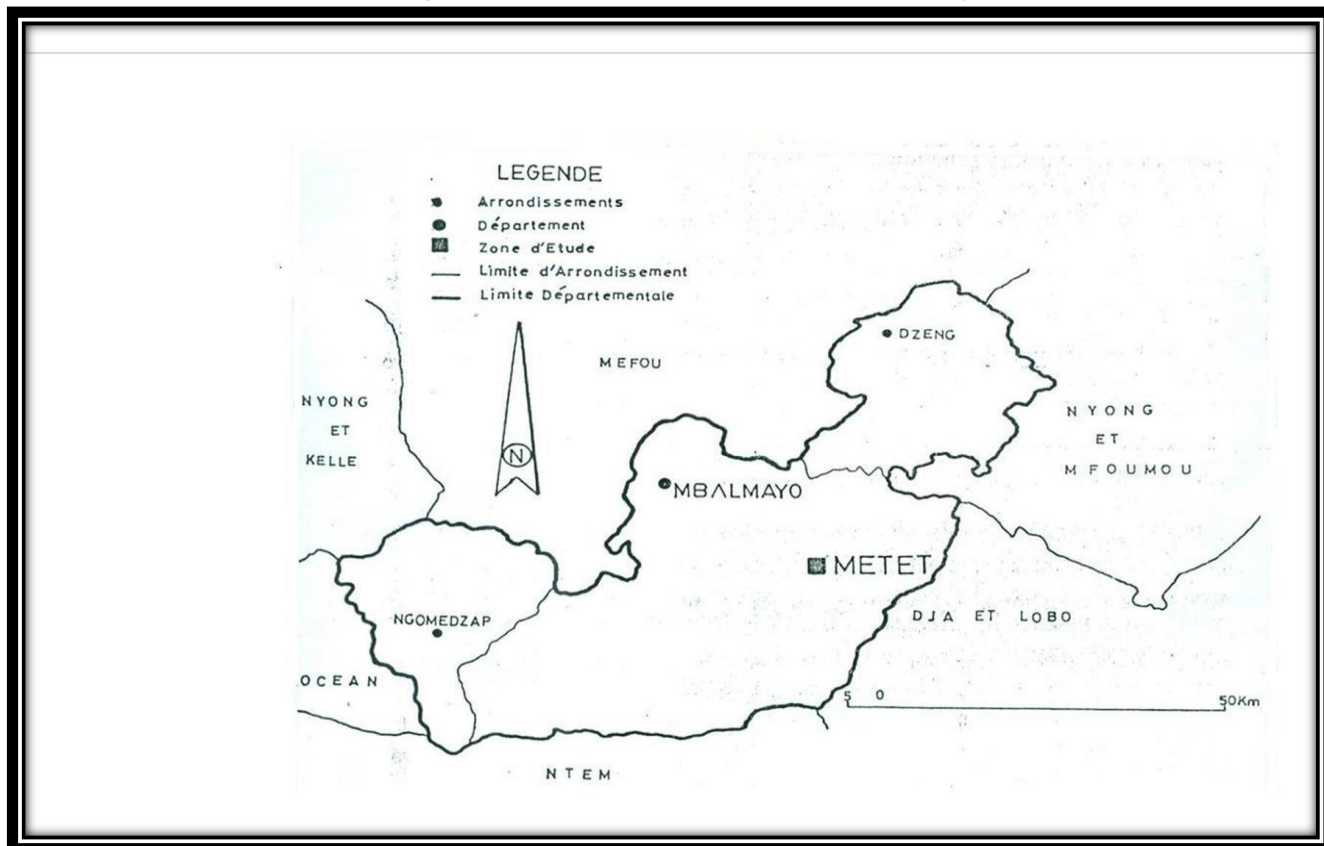 LEGENDE
Arrondissements
Département
Zone d'Etude
Limite d'Arrondissement
Limite Départementale
DZENG
MEFOU
NYONG
ET
KELLE
NYONG
ET
MFOUMOU
N
MBALMAYO
METET
NGOMEDZAP
DJA ET LOBO
OCEAN
5 0 50Km
NTEM